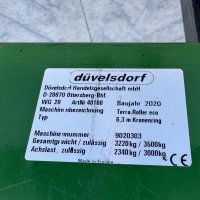 düvelsdorf
Düvelsdorf Handelsgesellschaft mbH
D-28870 Ottersberg-Bhf.
WG 20 ArtNr 40160 Baujahr 2020
Maschinenbezeichnung Terra Roller eco
Typ 6,3 m Kronenring
Maschinennummer 9020303
Gesamtgewicht / zulässig 3220kg / 3500kg
Achslast / zulässig 2340kg / 3000kg